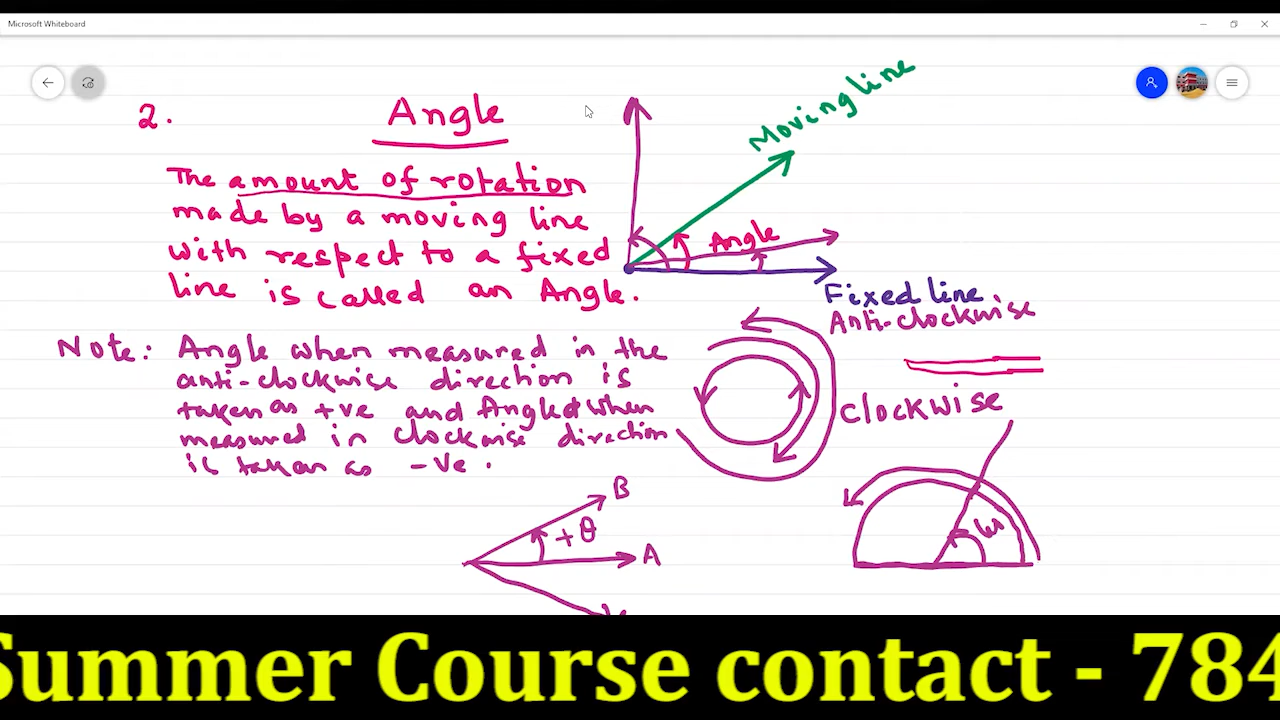 Microsoft Whiteboard
2.
Angle
The amount of rotation
made by a moving line
with respect to a fixed
line is called an Angle.
Moving line
Angle
Fixed line
Anti-clockwise
clockwise
Note: Angle when measured in the
anti-clockwise direction is
taken as +ve and Angle when
measured in clockwise direction
is taken as -ve.
B
+θ
A
Summer Course contact - 784